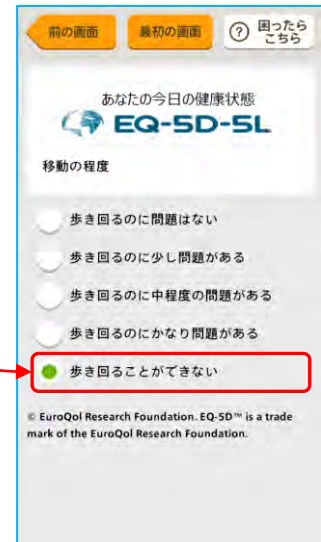 前の画面
最初の画面
? 困ったら
こちら
あなたの今日の健康状態
EQ-5D-5L
移動の程度
歩き回るのに問題はない
歩き回るのに少し問題がある
歩き回るのに中程度の問題がある
歩き回るのにかなり問題がある
歩き回ることができない
© EuroQol Research Foundation. EQ-5D™ is a trade
mark of the EuroQol Research Foundation.